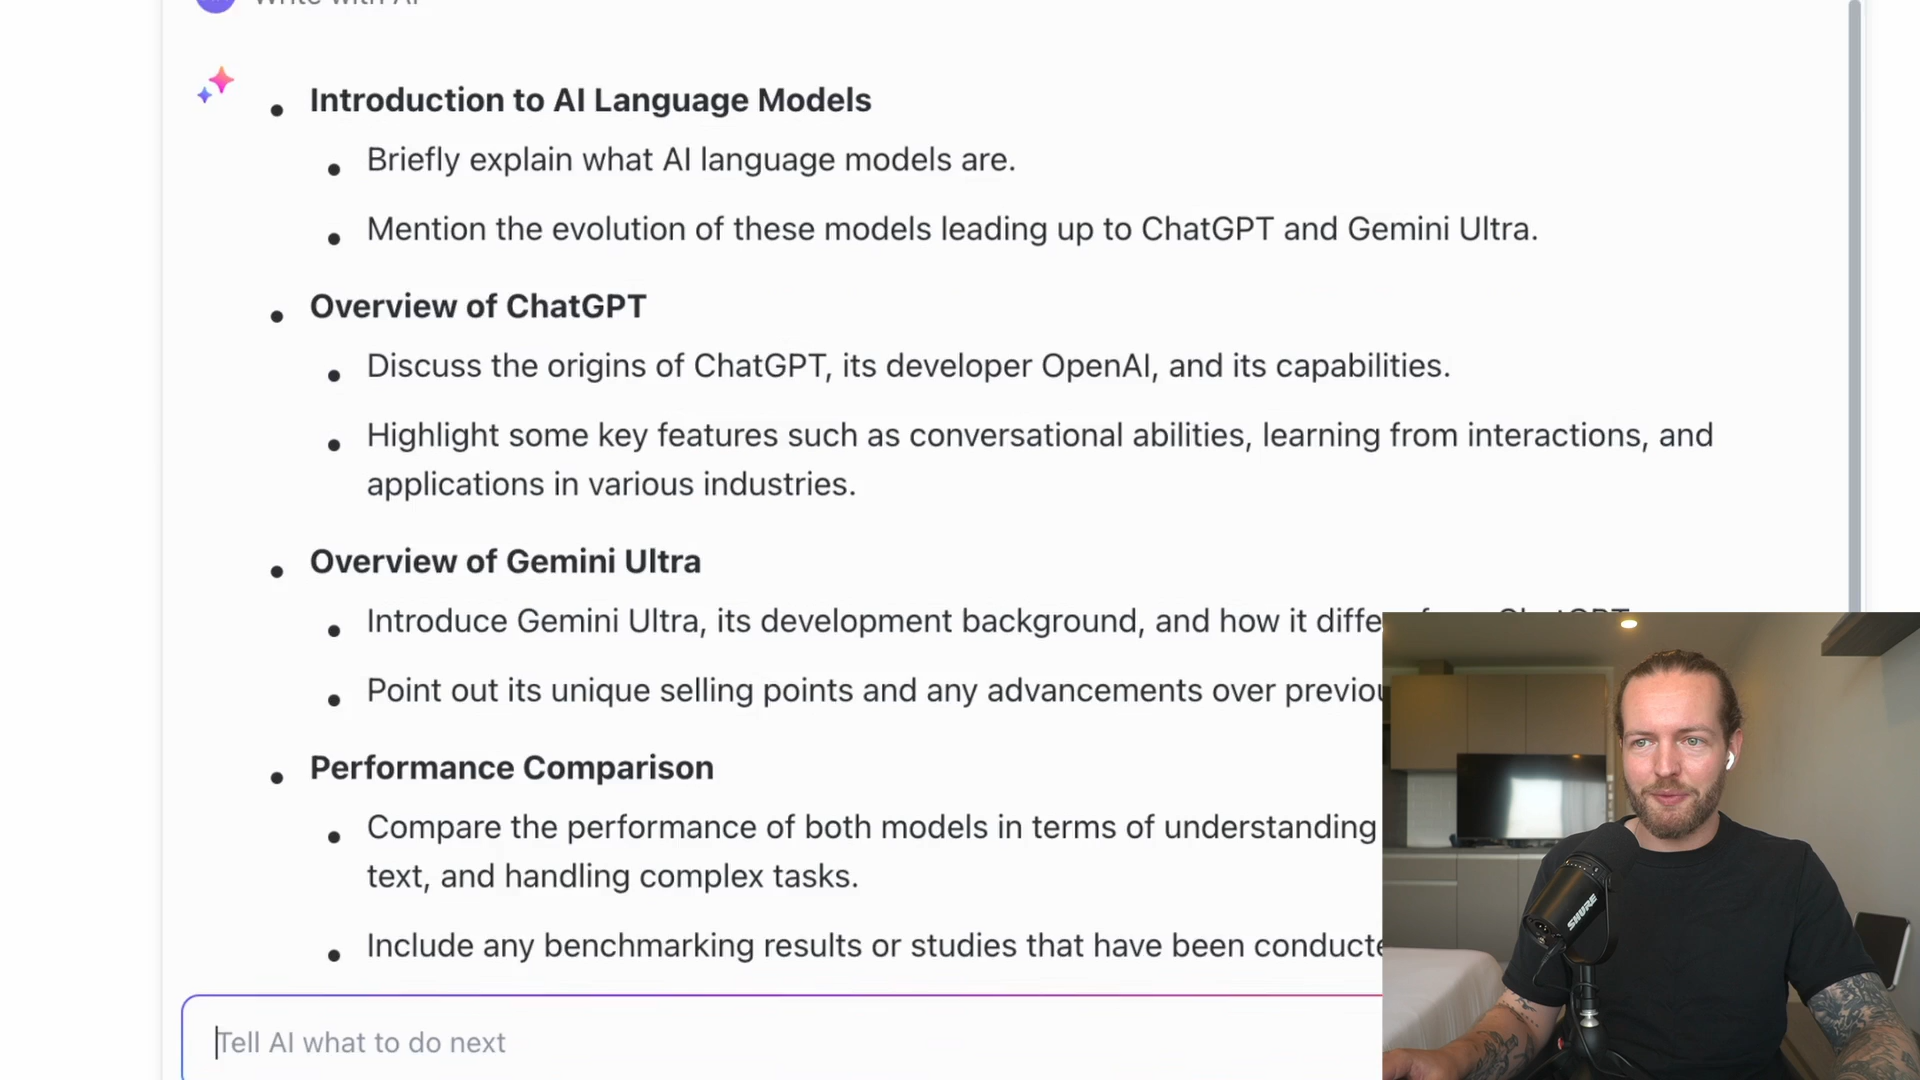 Write with AI
Introduction to AI Language Models
Briefly explain what AI language models are.
Mention the evolution of these models leading up to ChatGPT and Gemini Ultra.
Overview of ChatGPT
Discuss the origins of ChatGPT, its developer OpenAI, and its capabilities.
Highlight some key features such as conversational abilities, learning from interactions, and
applications in various industries.
Overview of Gemini Ultra
Introduce Gemini Ultra, its development background, and how it
Point out its unique selling points and any advancements over
Performance Comparison
Compare the performance of both models in terms of understanding
text, and handling complex tasks.
Include any benchmarking results or studies that have been
Tell AI what to do next
SHURE